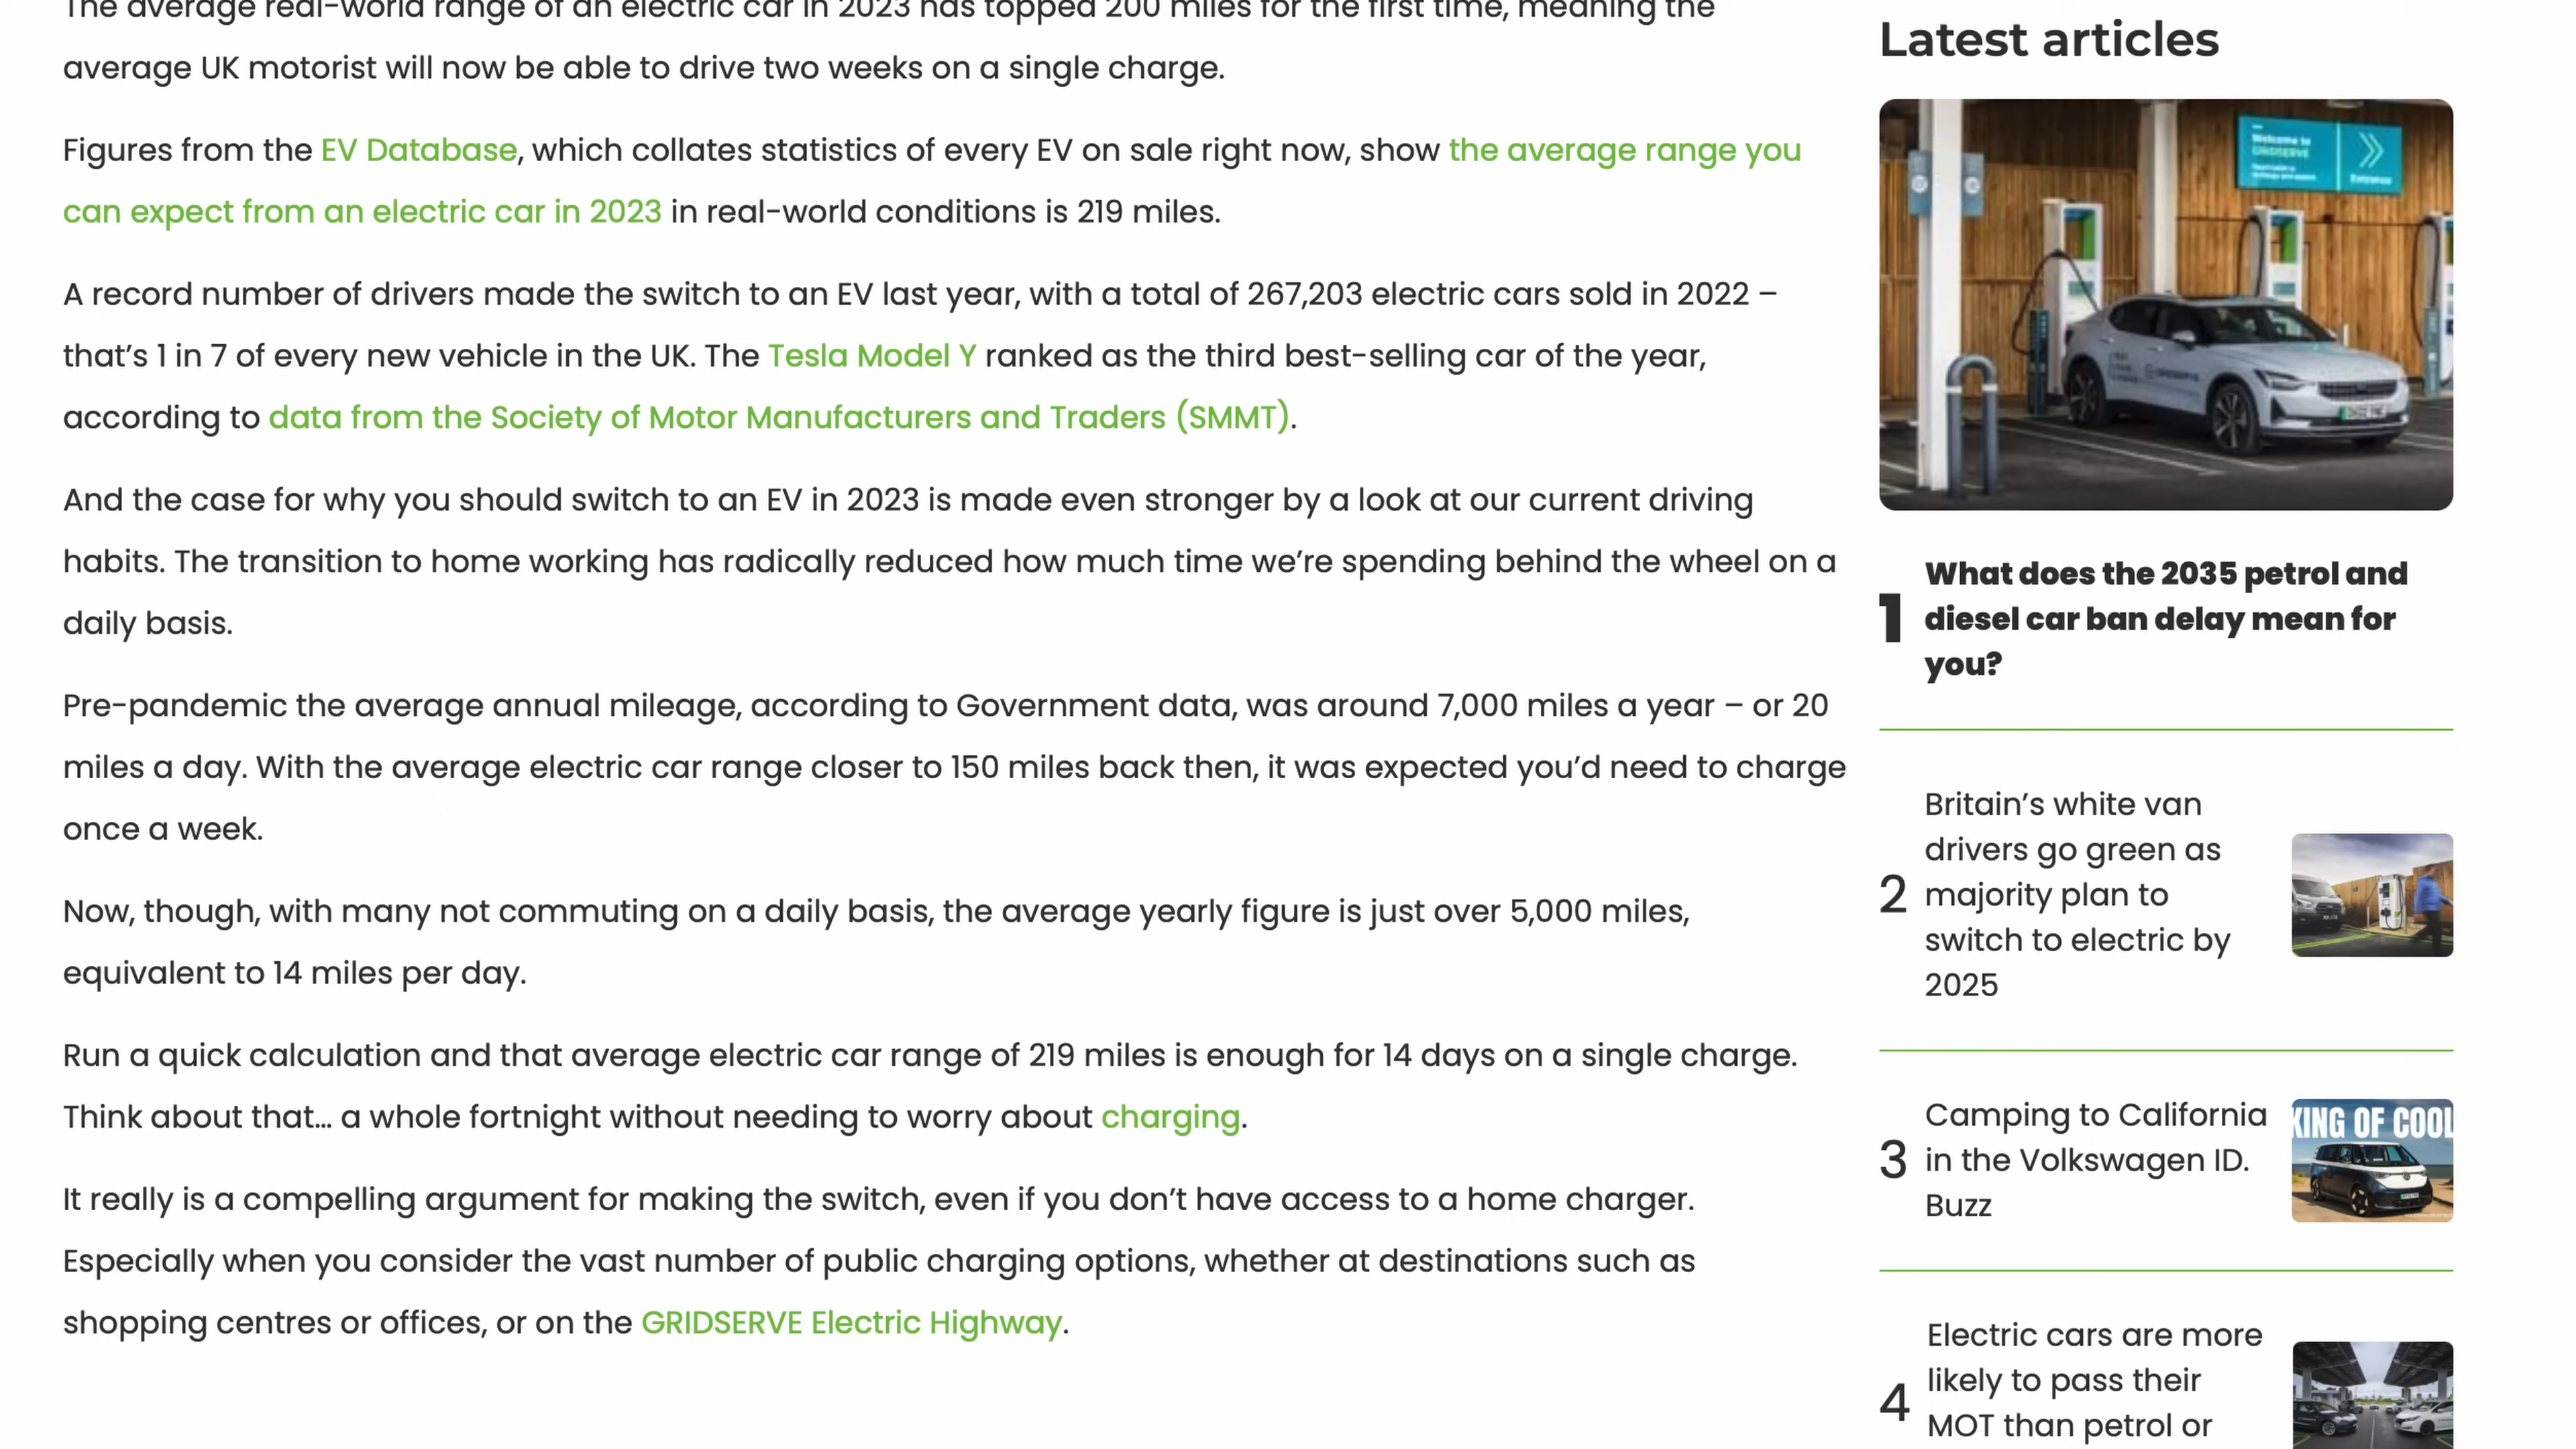 The average real-world range of an electric car in 2023 has topped 200 miles for the first time, meaning the
average UK motorist will now be able to drive two weeks on a single charge.
Figures from the EV Database, which collates statistics of every EV on sale right now, show the average range you
can expect from an electric car in 2023 in real-world conditions is 219 miles.
A record number of drivers made the switch to an EV last year, with a total of 267,203 electric cars sold in 2022 –
that’s 1 in 7 of every new vehicle in the UK. The Tesla Model Y ranked as the third best-selling car of the year,
according to data from the Society of Motor Manufacturers and Traders (SMMT).
And the case for why you should switch to an EV in 2023 is made even stronger by a look at our current driving
habits. The transition to home working has radically reduced how much time we’re spending behind the wheel on a
daily basis.
Pre-pandemic the average annual mileage, according to Government data, was around 7,000 miles a year – or 20
miles a day. With the average electric car range closer to 150 miles back then, it was expected you’d need to charge
once a week.
Now, though, with many not commuting on a daily basis, the average yearly figure is just over 5,000 miles,
equivalent to 14 miles per day.
Run a quick calculation and that average electric car range of 219 miles is enough for 14 days on a single charge.
Think about that… a whole fortnight without needing to worry about charging.
It really is a compelling argument for making the switch, even if you don’t have access to a home charger.
Especially when you consider the vast number of public charging options, whether at destinations such as
shopping centres or offices, or on the GRIDSERVE Electric Highway.
Latest articles
Welcome to
GRIDSERVE
Entrance
What does the 2035 petrol and
1 diesel car ban delay mean for
you?
Britain’s white van
drivers go green as
2 majority plan to
switch to electric by
2025
Camping to California
3 in the Volkswagen ID.
Buzz
KING OF COOL
Electric cars are more
likely to pass their
4 MOT than petrol or